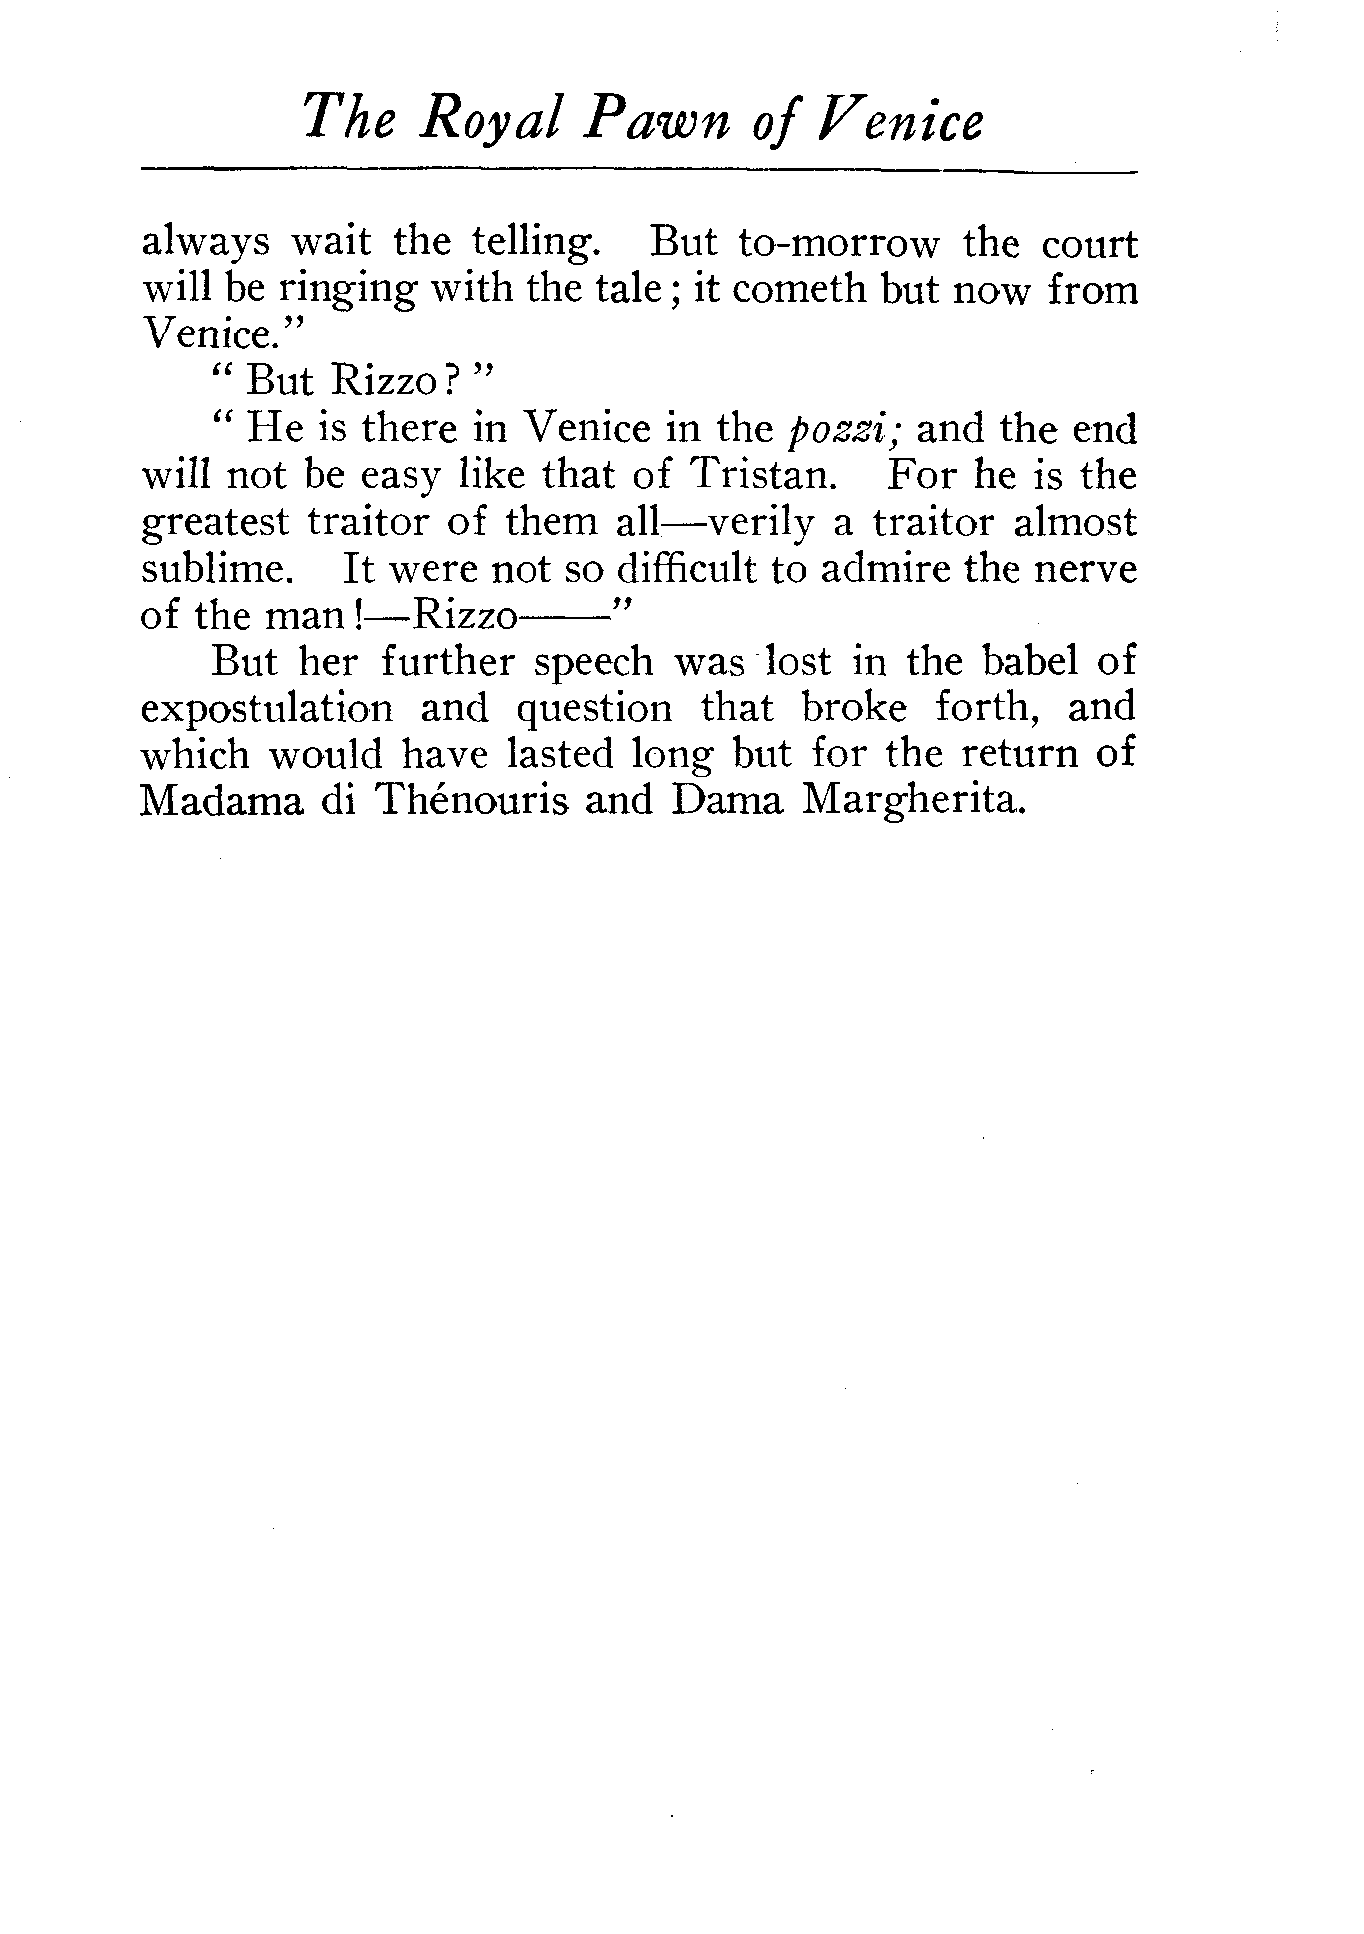 The Royal Pawn of Venice
always wait the telling. But to-morrow the court
will be ringing with the tale; it cometh but now from
Venice."
"But Rizzo?"
"He is there in Venice in the pozzi; and the end
will not be easy like that of Tristan. For he is the
greatest traitor of them all—verily a traitor almost
sublime. It were not so difficult to admire the nerve
of the man!—Rizzo——"
But her further speech was lost in the babel of
expostulation and question that broke forth, and
which would have lasted long but for the return of
Madama di Thénouris and Dama Margherita.